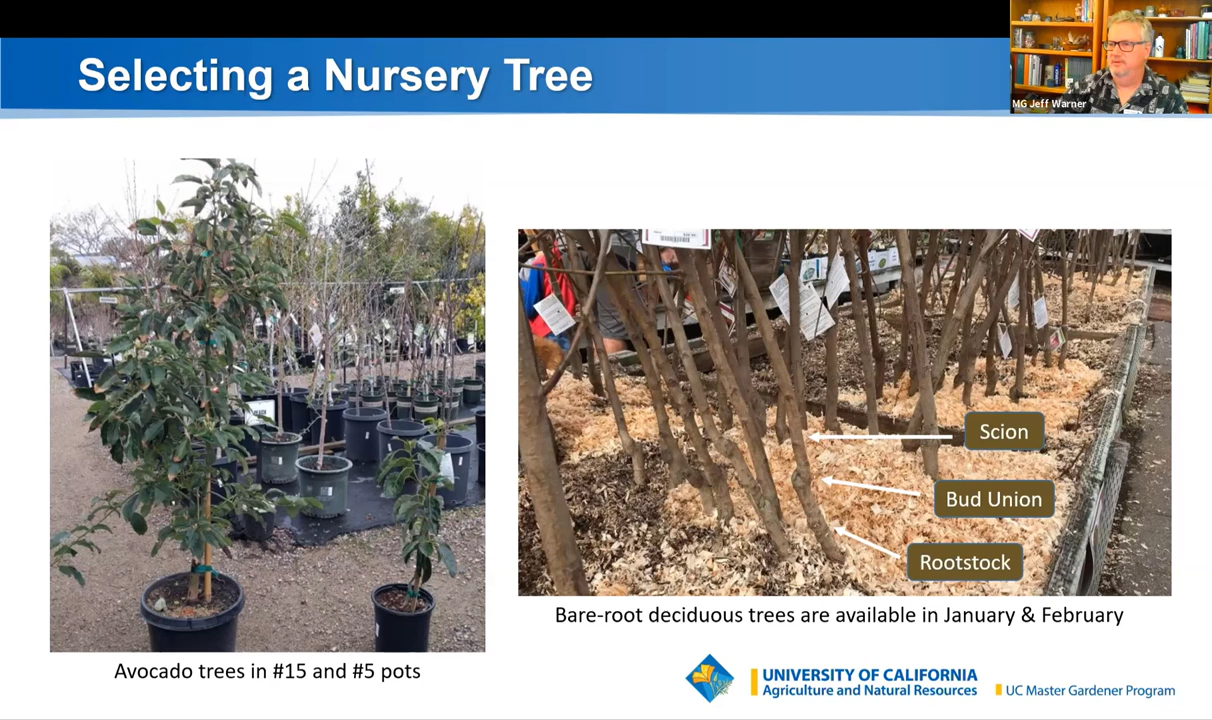 Selecting a Nursery Tree
MG Jeff Warner
Scion
Bud Union
Rootstock
Avocado trees in #15 and #5 pots
Bare-root deciduous trees are available in January & February
UNIVERSITY OF CALIFORNIA
Agriculture and Natural Resources
UC Master Gardener Program